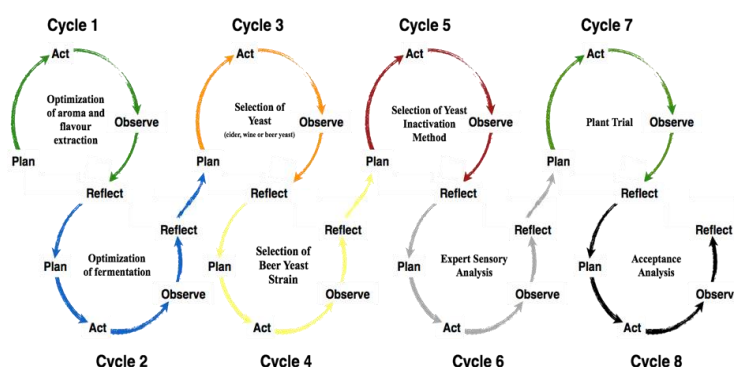 Cycle 1
Cycle 3
Cycle 5
Cycle 7
Act
Act
Act
Act
Optimization
of aroma and
flavour
extraction
Observe
Plan
Reflect
Selection of
Yeast
(cider, wine or beer yeast)
Observe
Plan
Reflect
Selection of Yeast
Inactivation
Method
Observe
Plan
Reflect
Plant Trial
Observe
Plan
Reflect
Optimization
of fermentation
Reflect
Plan
Observe
Act
Selection of
Beer Yeast
Strain
Reflect
Plan
Observe
Act
Expert Sensory
Analysis
Reflect
Plan
Observe
Act
Acceptance
Analysis
Reflect
Plan
Observ
Act
Cycle 2
Cycle 4
Cycle 6
Cycle 8